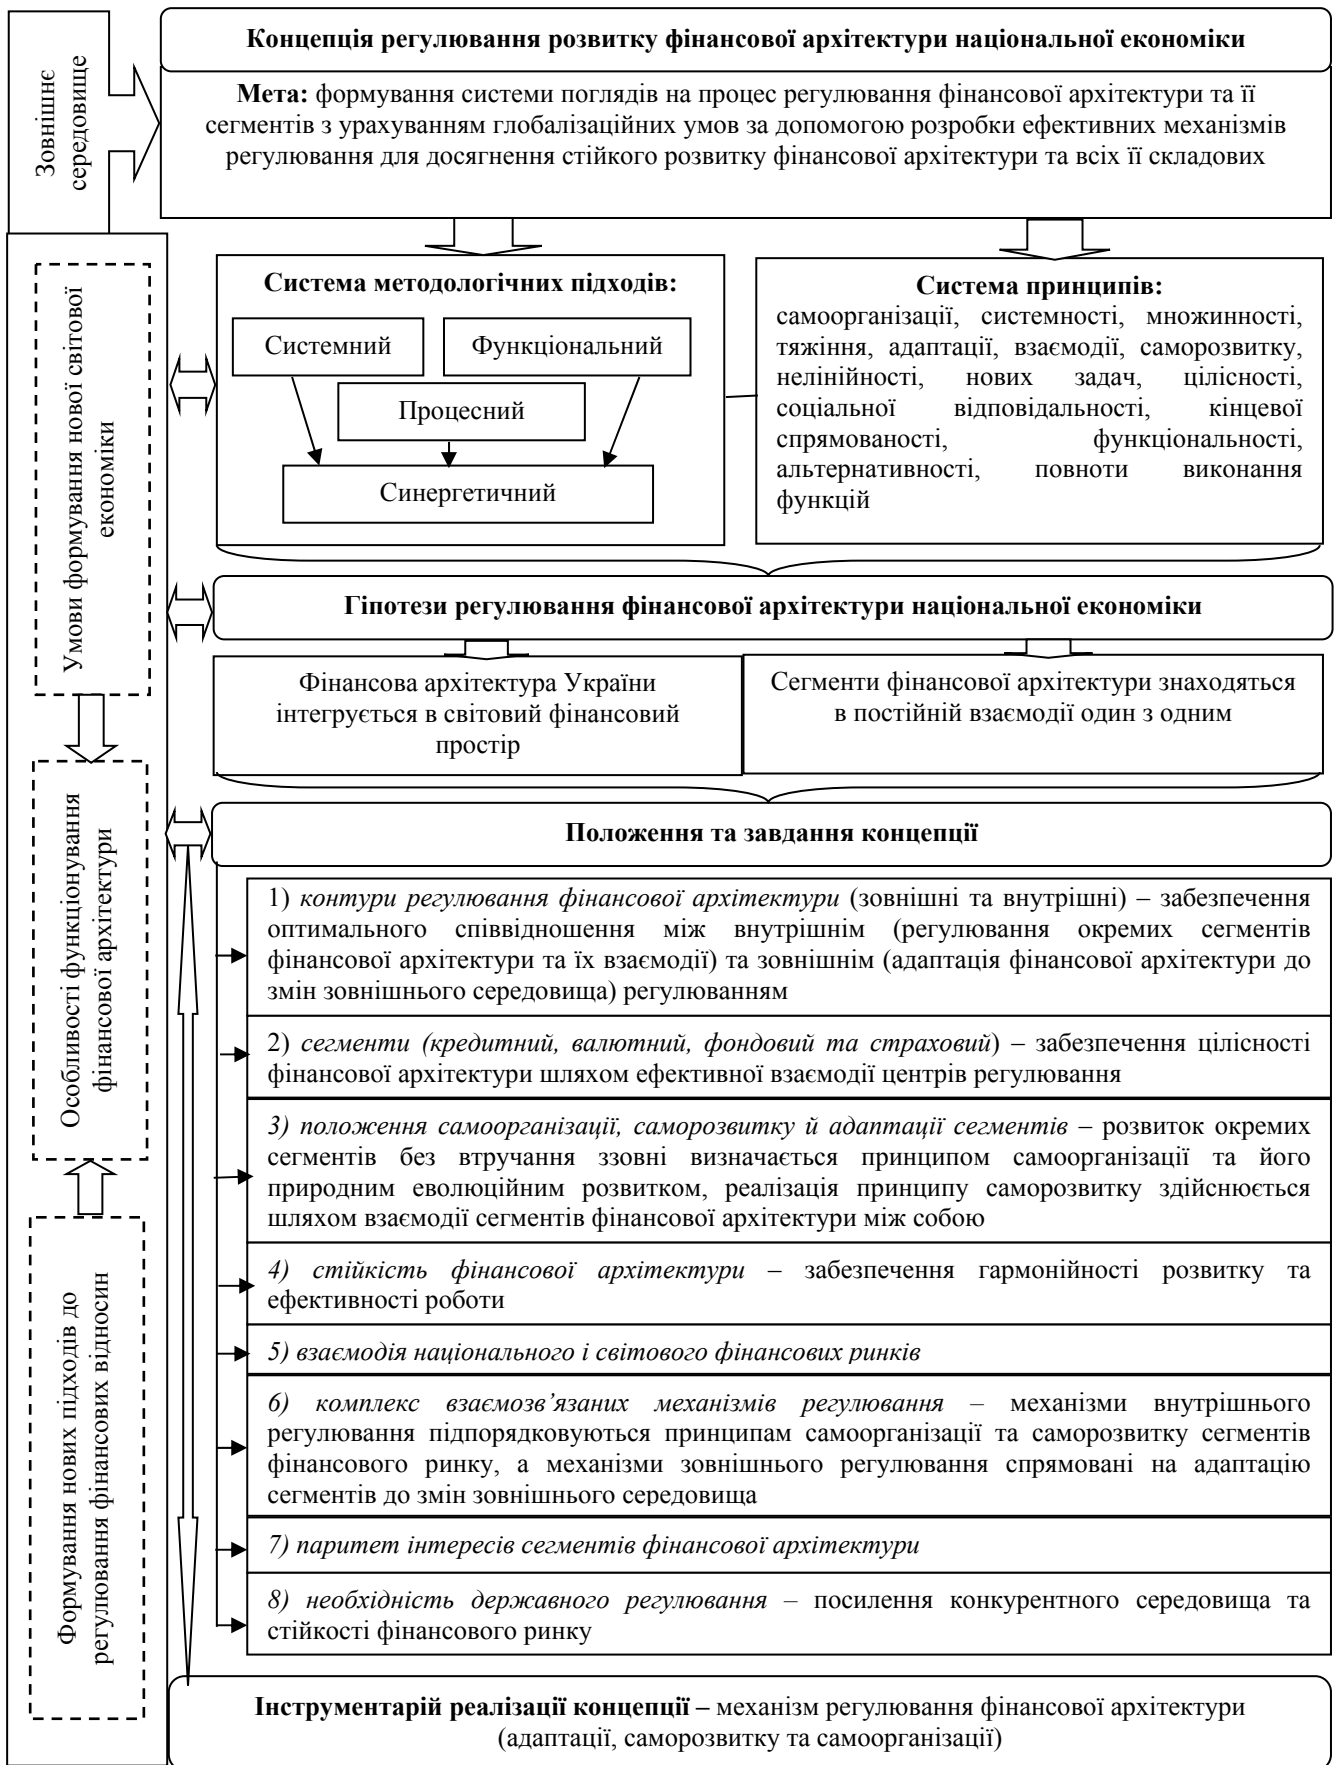 Зовнішнє
середовище
Концепція регулювання розвитку фінансової архітектури національної економіки
Мета: формування системи поглядів на процес регулювання фінансової архітектури та її
сегментів з урахуванням глобалізаційних умов за допомогою розробки ефективних механізмів
регулювання для досягнення стійкого розвитку фінансової архітектури та всіх її складових
Умови формування нової світової
економіки
Особливості функціонування
фінансової архітектури
Формування нових підходів до
регулювання фінансових відносин
Система методологічних підходів:
Системний
Функціональний
Процесний
Синергетичний
Система принципів:
самоорганізації, системності, множинності,
тяжіння, адаптації, взаємодії, саморозвитку,
нелінійності, нових задач, цілісності,
соціальної відповідальності, кінцевої
спрямованості, функціональності,
альтернативності, повноти виконання
функцій
Гіпотези регулювання фінансової архітектури національної економіки
Фінансова архітектура України
інтегрується в світовий фінансовий
простір
Сегменти фінансової архітектури знаходяться
в постійній взаємодії один з одним
Положення та завдання концепції
1) контури регулювання фінансової архітектури (зовнішні та внутрішні) – забезпечення
оптимального співвідношення між внутрішнім (регулювання окремих сегментів
фінансової архітектури та їх взаємодії) та зовнішнім (адаптація фінансової архітектури до
змін зовнішнього середовища) регулюванням
2) сегменти (кредитний, валютний, фондовий та страховий) – забезпечення цілісності
фінансової архітектури шляхом ефективної взаємодії центрів регулювання
3) положення самоорганізації, саморозвитку й адаптації сегментів – розвиток окремих
сегментів без втручання ззовні визначається принципом самоорганізації та його
природним еволюційним розвитком, реалізація принципу саморозвитку здійснюється
шляхом взаємодії сегментів фінансової архітектури між собою
4) стійкість фінансової архітектури – забезпечення гармонійності розвитку та
ефективності роботи
5) взаємодія національного і світового фінансових ринків
6) комплекс взаємозв’язаних механізмів регулювання – механізми внутрішнього
регулювання підпорядковуються принципам самоорганізації та саморозвитку сегментів
фінансового ринку, а механізми зовнішнього регулювання спрямовані на адаптацію
сегментів до змін зовнішнього середовища
7) паритет інтересів сегментів фінансової архітектури
8) необхідність державного регулювання – посилення конкурентного середовища та
стійкості фінансового ринку
Інструментарій реалізації концепції – механізм регулювання фінансової архітектури
(адаптації, саморозвитку та самоорганізації)